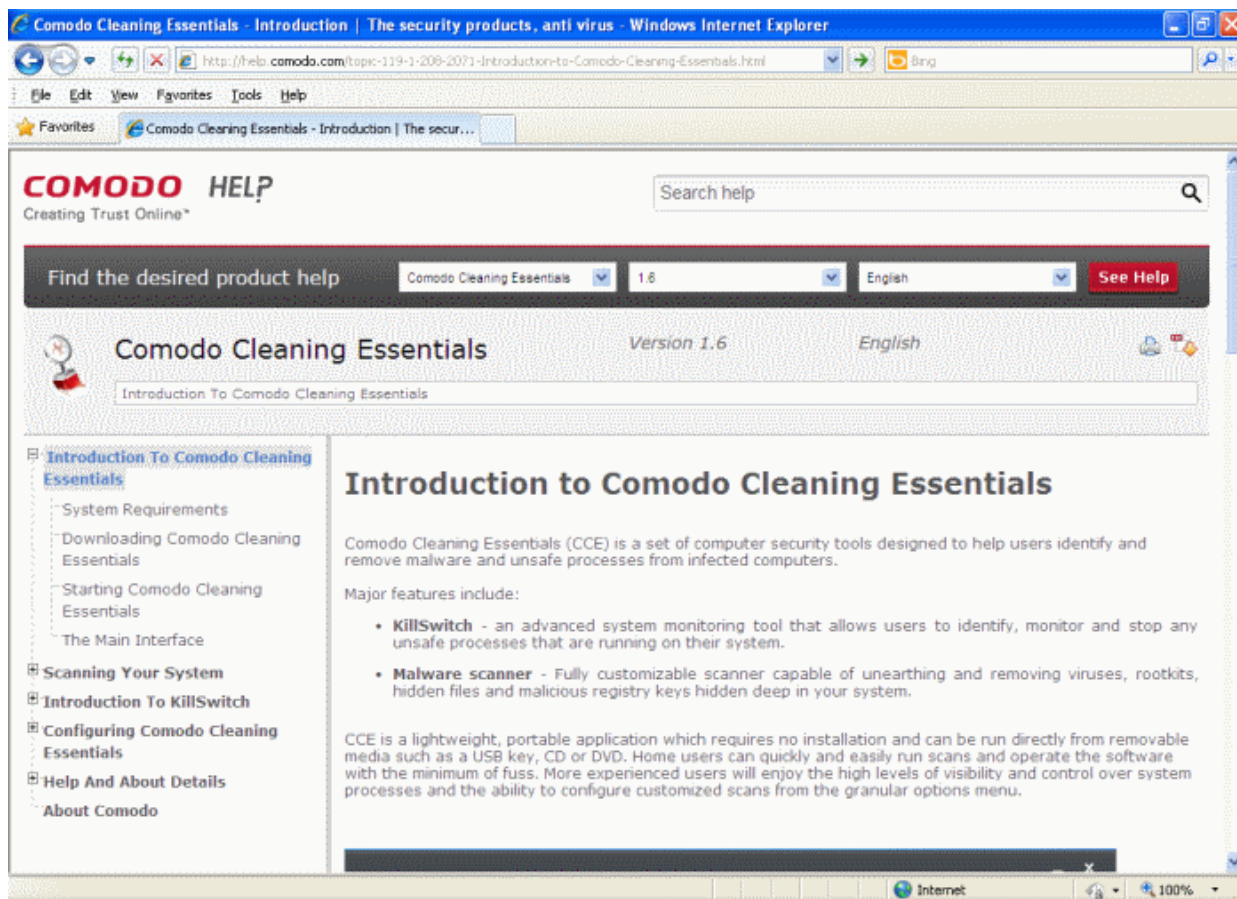 Comodo Cleaning Essentials - Introduction | The security products, anti virus - Windows Internet Explorer
http://help.comodo.com/topic-119-1-208-2071-Introduction-to-Comodo-Cleaning-Essentials.html
Bing
File Edit View Favorites Tools Help
Favorites
Comodo Cleaning Essentials - Introduction | The secur...
COMODO HELP
Creating Trust Online™
Search help
Find the desired product help
Comodo Cleaning Essentials
1.6
English
See Help
Comodo Cleaning Essentials
Version 1.6
English
Introduction To Comodo Cleaning Essentials
Introduction To Comodo Cleaning
Essentials
System Requirements
Downloading Comodo Cleaning
Essentials
Starting Comodo Cleaning
Essentials
The Main Interface
Scanning Your System
Introduction To KillSwitch
Configuring Comodo Cleaning
Essentials
Help And About Details
About Comodo
Introduction to Comodo Cleaning Essentials
Comodo Cleaning Essentials (CCE) is a set of computer security tools designed to help users identify and
remove malware and unsafe processes from infected computers.
Major features include:
• KillSwitch - an advanced system monitoring tool that allows users to identify, monitor and stop any
unsafe processes that are running on their system.
• Malware scanner - Fully customizable scanner capable of unearthing and removing viruses, rootkits,
hidden files and malicious registry keys hidden deep in your system.
CCE is a lightweight, portable application which requires no installation and can be run directly from removable
media such as a USB key, CD or DVD. Home users can quickly and easily run scans and operate the software
with the minimum of fuss. More experienced users will enjoy the high levels of visibility and control over system
processes and the ability to configure customized scans from the granular options menu.
Internet
100%